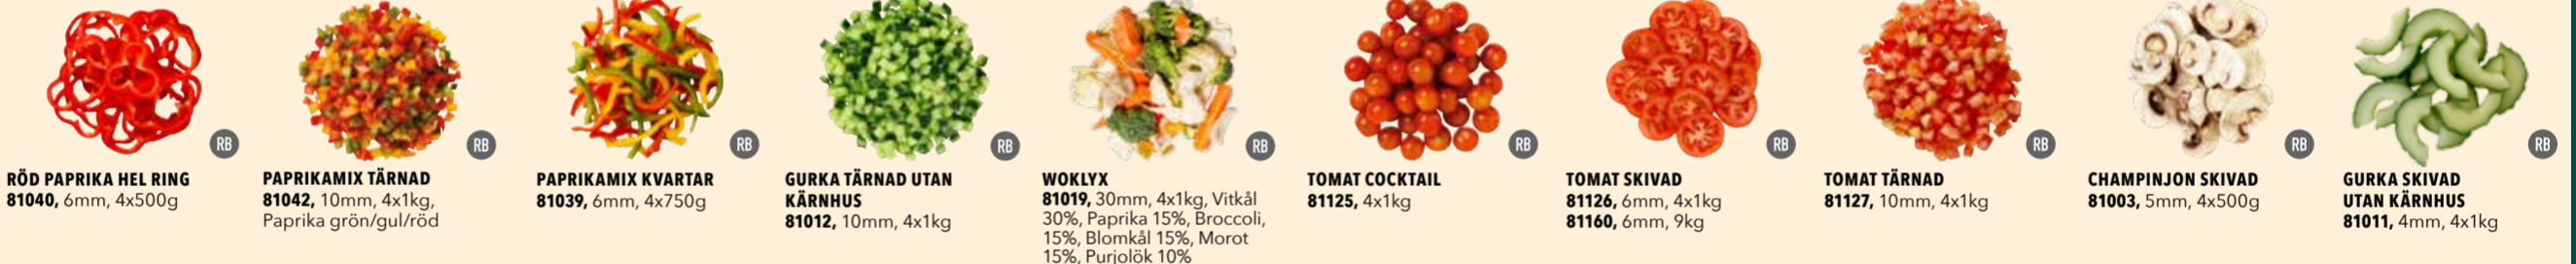 RB
RÖD PAPRIKA HEL RING
81040, 6mm, 4x500g
RB
PAPRIKAMIX TÄRNAD
81042, 10mm, 4x1kg,
Paprika grön/gul/röd
RB
PAPRIKAMIX KVARTAR
81039, 6mm, 4x750g
RB
GURKA TÄRNAD UTAN
KÄRNHUS
81012, 10mm, 4x1kg
RB
WOKLYX
81019, 30mm, 4x1kg, Vitkål
30%, Paprika 15%, Broccoli,
15%, Blomkål 15%, Morot
15%, Purjolök 10%
RB
TOMAT COCKTAIL
81125, 4x1kg
RB
TOMAT SKIVAD
81126, 6mm, 4x1kg
81160, 6mm, 9kg
RB
TOMAT TÄRNAD
81127, 10mm, 4x1kg
RB
CHAMPINJON SKIVAD
81003, 5mm, 4x500g
RB
GURKA SKIVAD
UTAN KÄRNHUS
81011, 4mm, 4x1kg